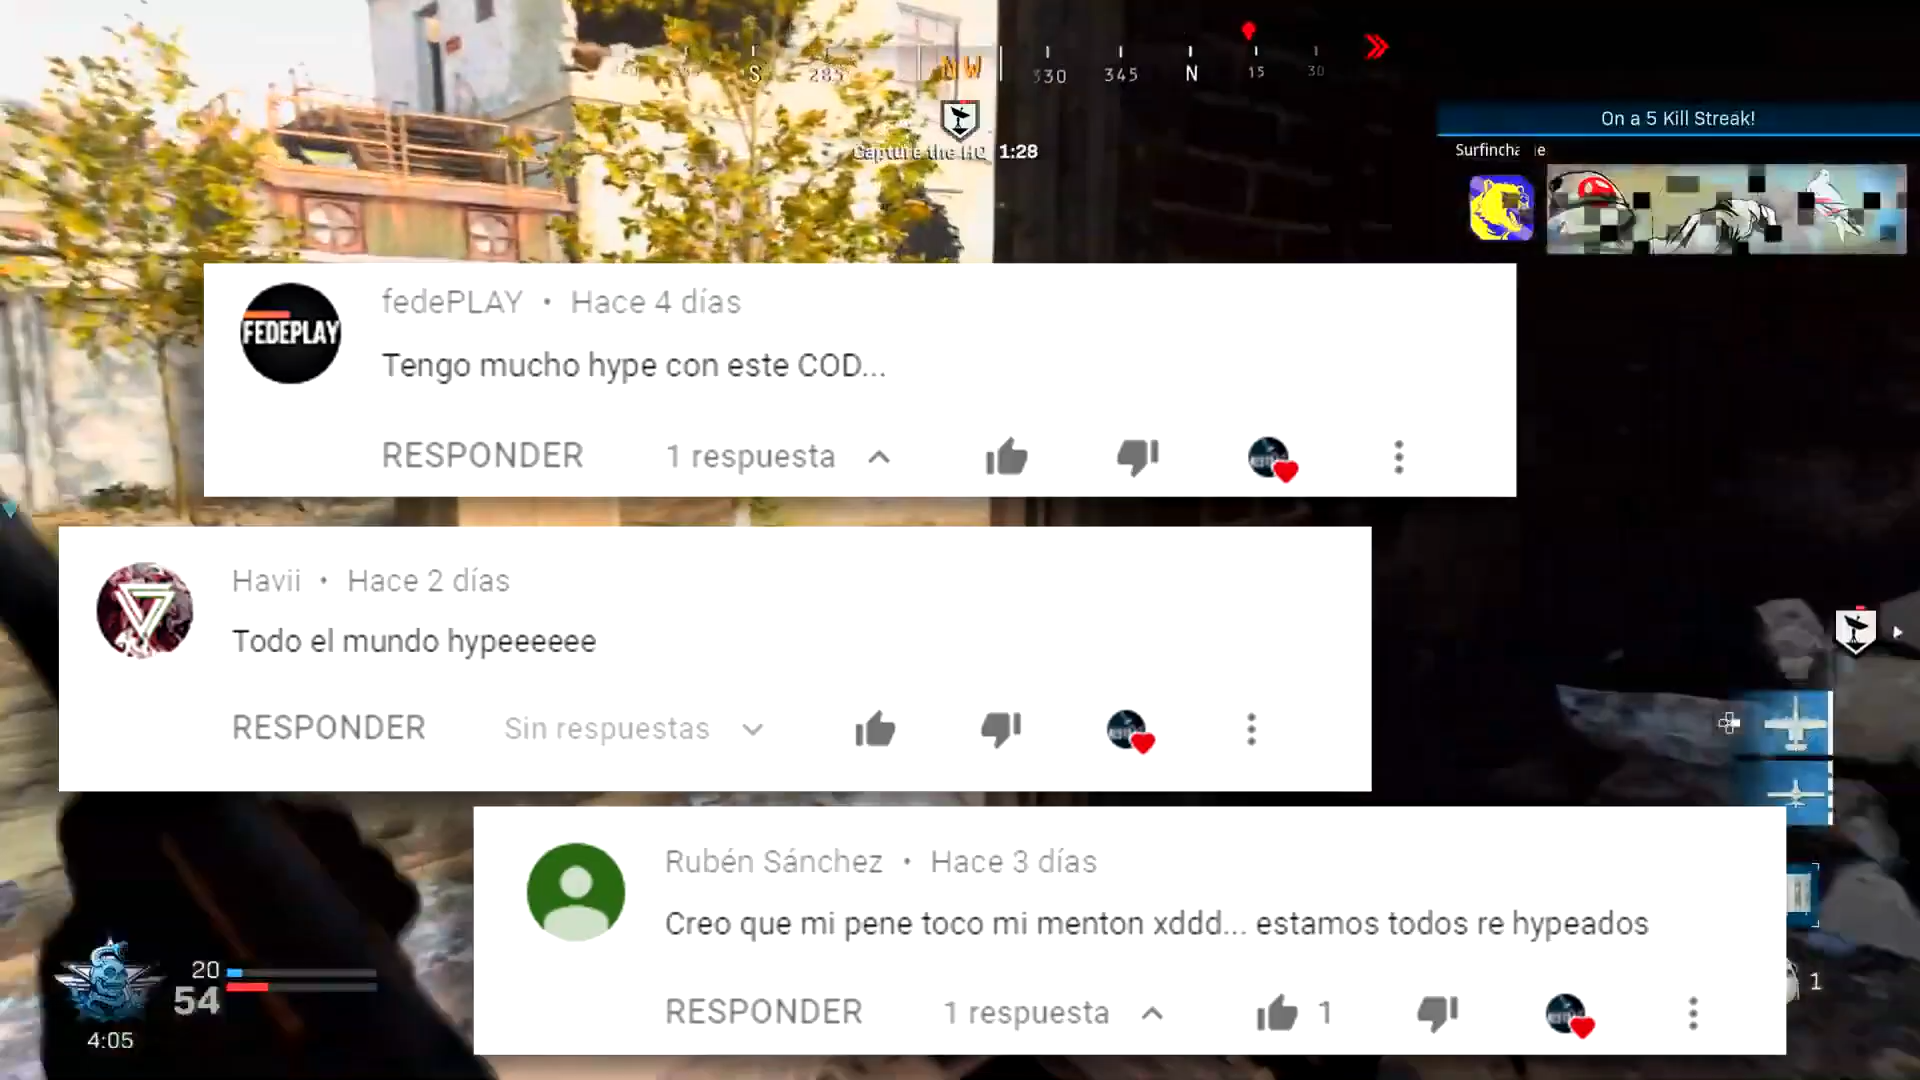 S 285 NW 330 345 N 15 30
Capture the HQ 1:28
On a 5 Kill Streak!
FEDEPLAY
fedePLAY • Hace 4 días
Tengo mucho hype con este COD...
RESPONDER 1 respuesta
Havii • Hace 2 días
Todo el mundo hypeeeeee
RESPONDER Sin respuestas
Rubén Sánchez • Hace 3 días
Creo que mi pene toco mi menton xddd... estamos todos re hypeados
RESPONDER 1 respuesta 1
20
54
4:05
1